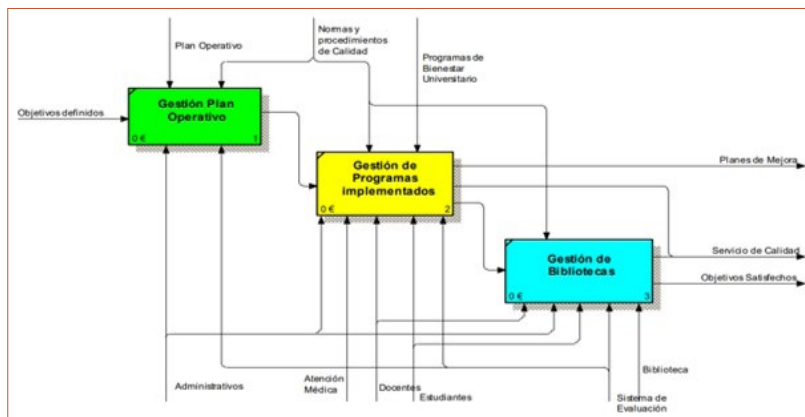 Plan Operativo
Normas y
procedimientos
de Calidad
Programas de
Bienestar
Universitario
Objetivos definidos
Gestión Plan
Operativo
0 € 1
Gestión de
Programas
implementados
0 € 2
Planes de Mejora
Gestión de
Bibliotecas
0 € 3
Servicio de Calidad
Objetivos Satisfechos
Administrativos
Atención
Médica
Docentes
Estudiantes
Biblioteca
Sistema de
Evaluación